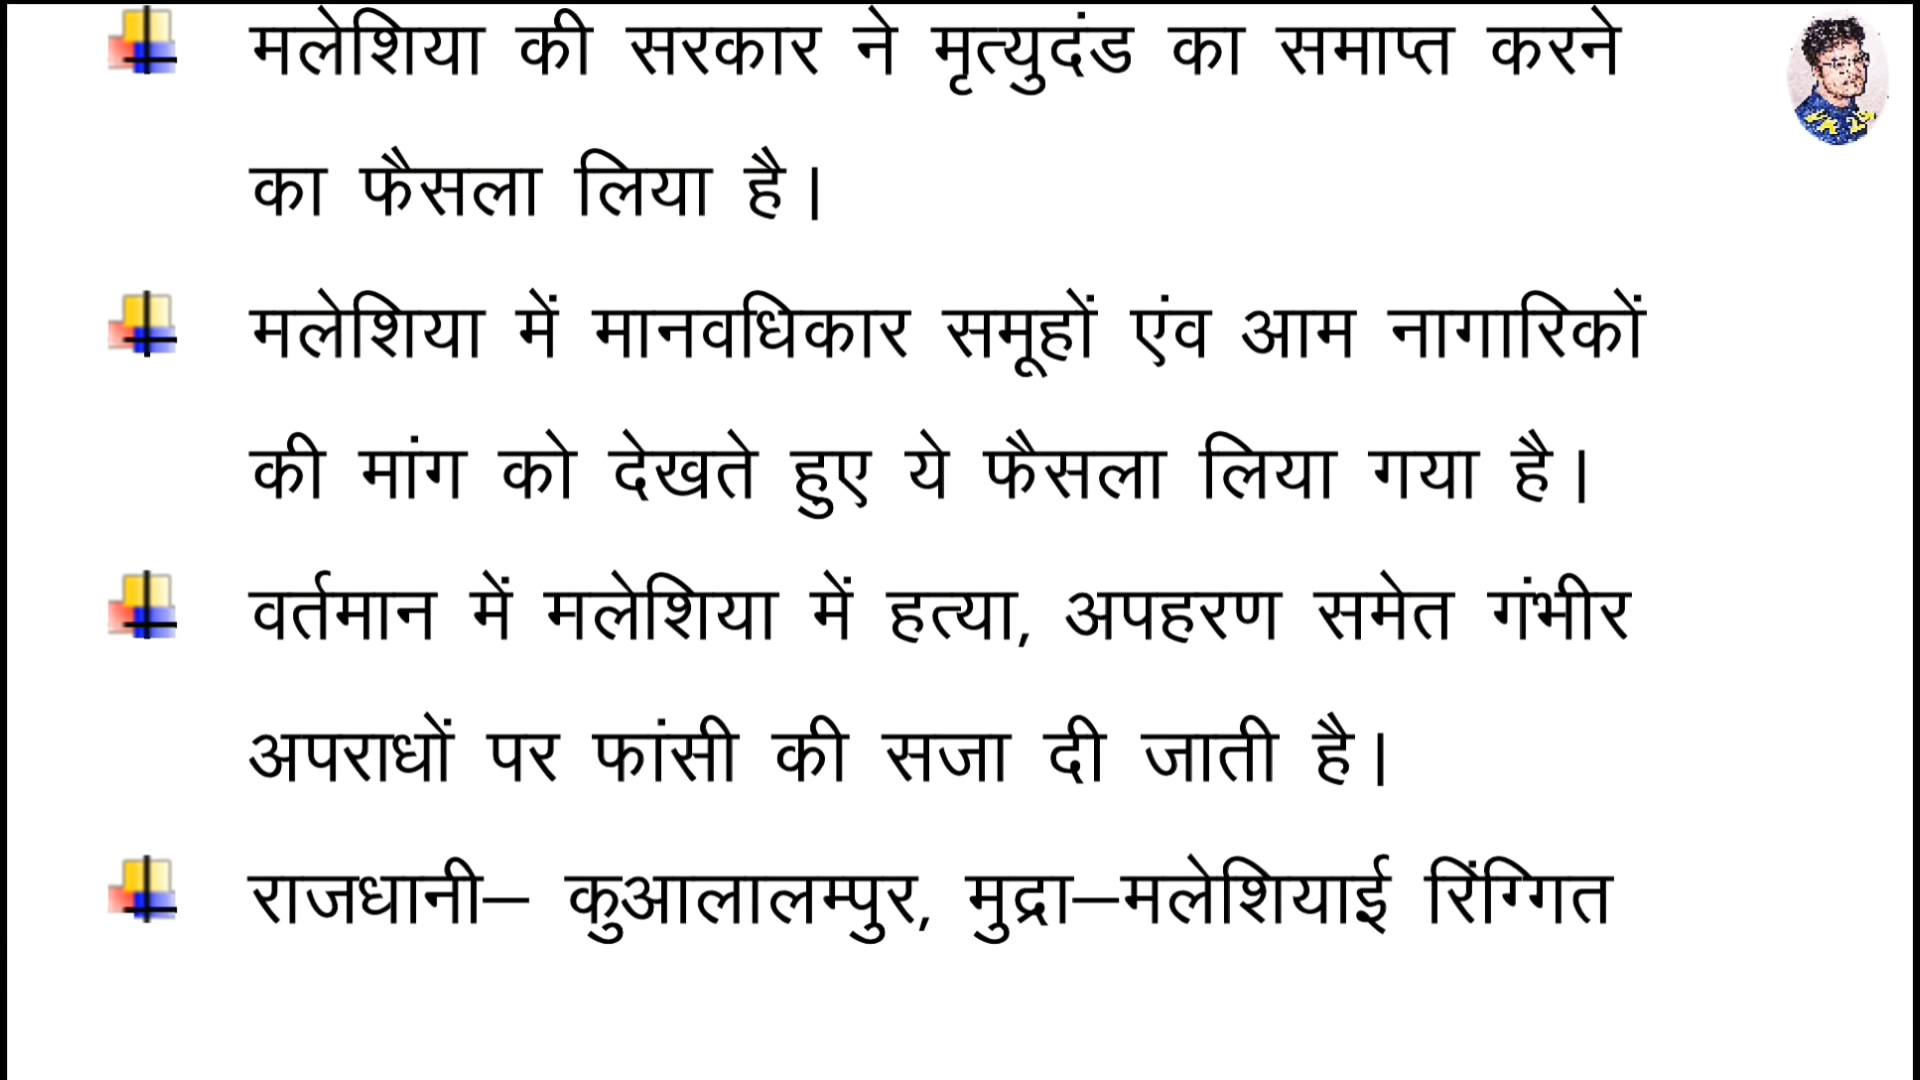 मलेशिया की सरकार ने मृत्युदंड का समाप्त करने
का फैसला लिया है।
मलेशिया में मानवधिकार समूहों एंव आम नागारिकों
की मांग को देखते हुए ये फैसला लिया गया है।
वर्तमान में मलेशिया में हत्या, अपहरण समेत गंभीर
अपराधों पर फांसी की सजा दी जाती है।
राजधानी– कुआलालम्पुर, मुद्रा–मलेशियाई रिंग्गित